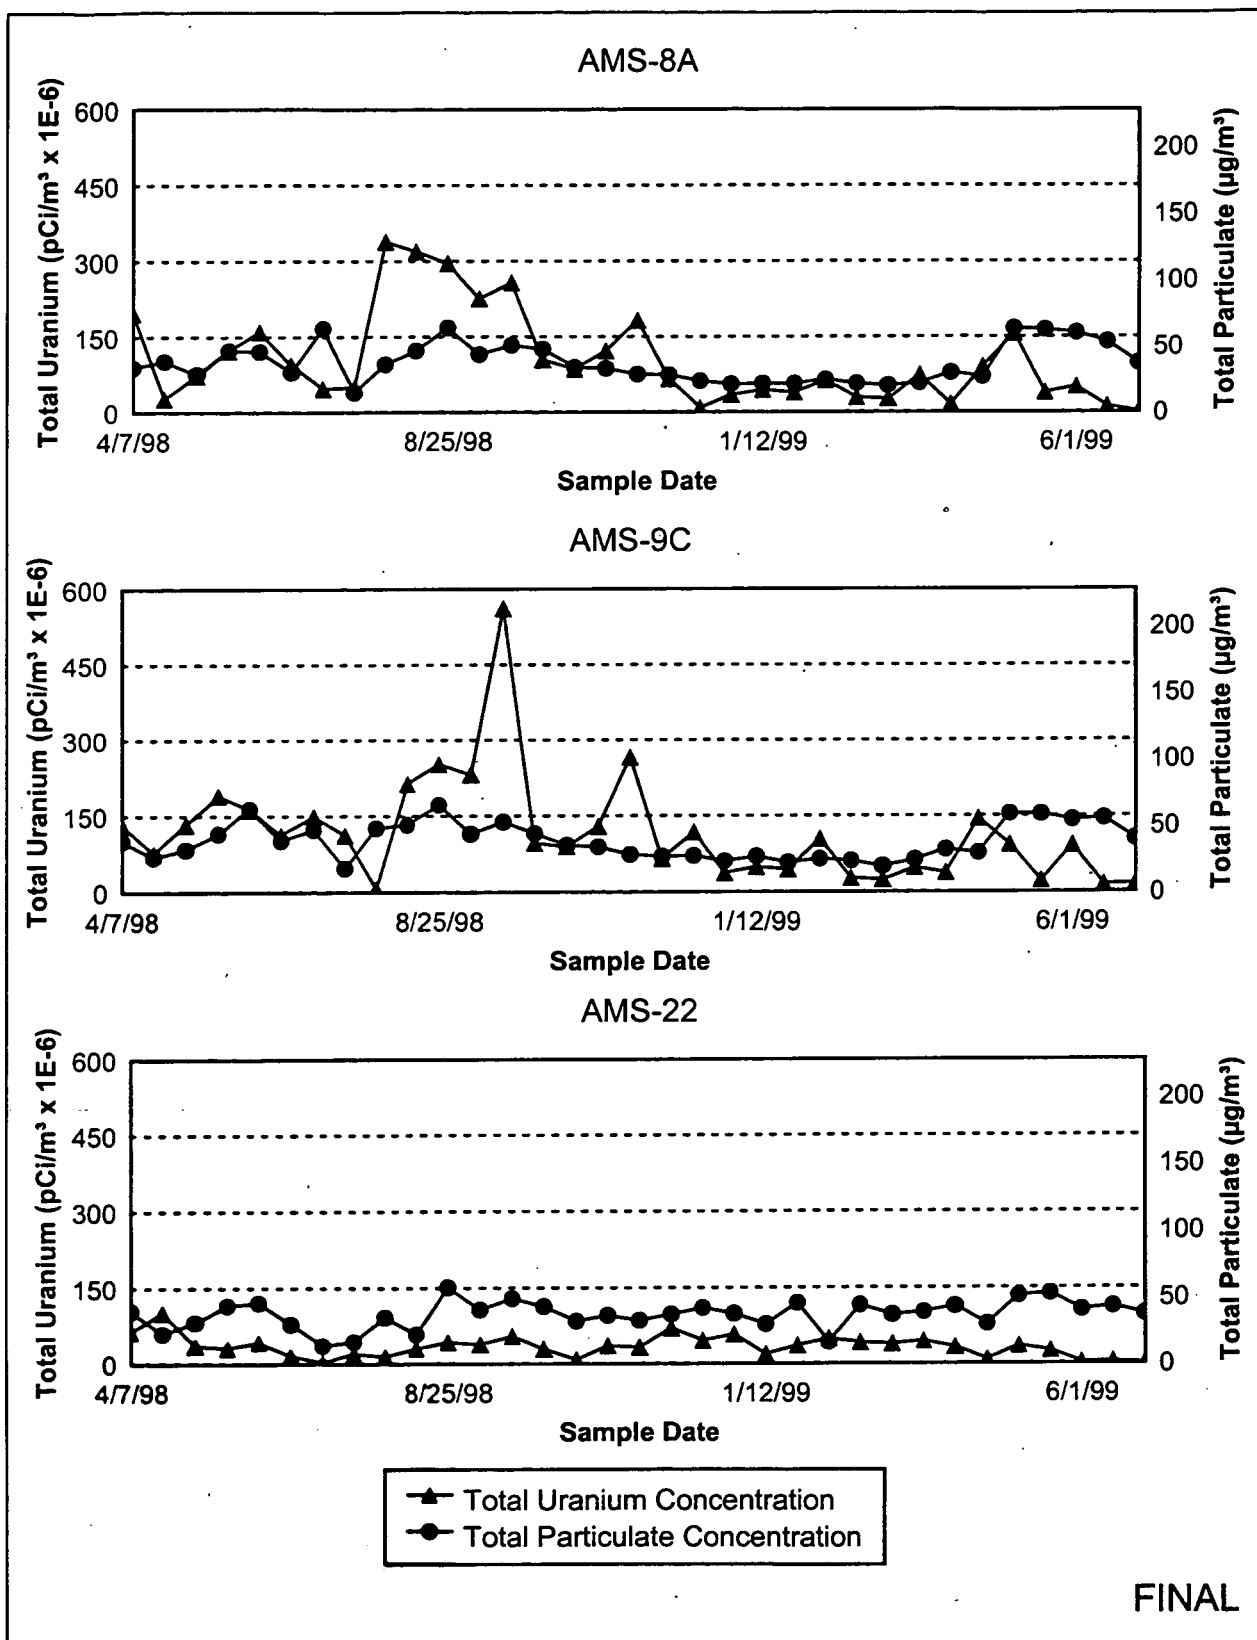 AMS-8A
Total Uranium (pCi/m³ x 1E-6)
600
450
300
150
0
200
150
100
50
0
Total Particulate (µg/m³)
4/7/98 8/25/98 1/12/99 6/1/99
Sample Date
AMS-9C
Total Uranium (pCi/m³ x 1E-6)
600
450
300
150
0
200
150
100
50
0
Total Particulate (µg/m³)
4/7/98 8/25/98 1/12/99 6/1/99
Sample Date
AMS-22
Total Uranium (pCi/m³ x 1E-6)
600
450
300
150
0
200
150
100
50
0
Total Particulate (µg/m³)
4/7/98 8/25/98 1/12/99 6/1/99
Sample Date
Total Uranium Concentration
Total Particulate Concentration
FINAL